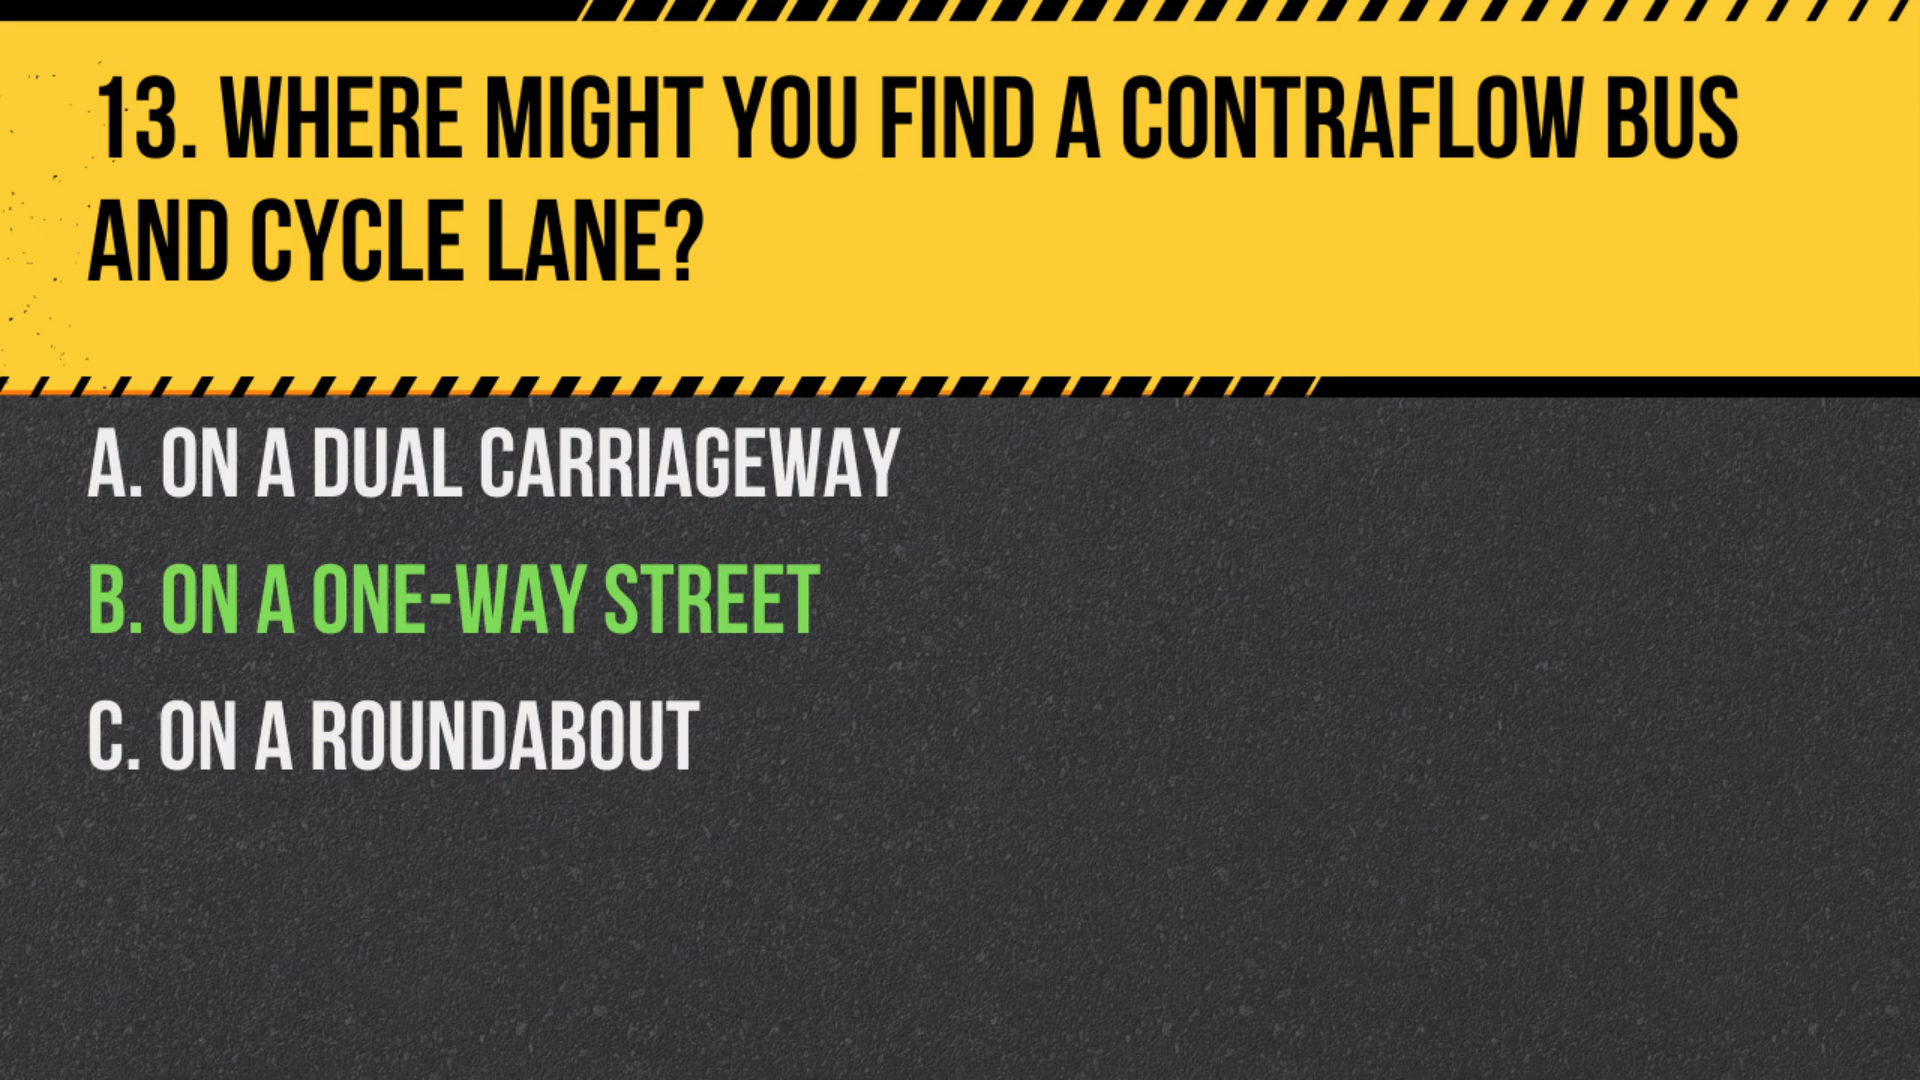 13. WHERE MIGHT YOU FIND A CONTRAFLOW BUS
AND CYCLE LANE?
A. ON A DUAL CARRIAGEWAY
B. ON A ONE-WAY STREET
C. ON A ROUNDABOUT